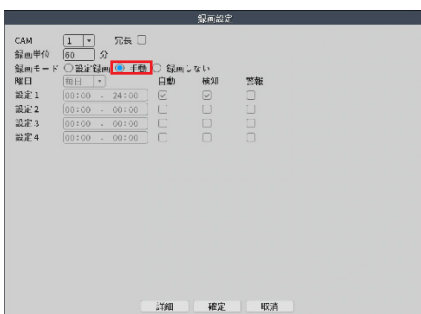 録画設定
CAM 1 冗長
録画単位 60 分
録画モード 設定録画 手動 録画しない
曜日 毎日 自動 検知 警報
設定1 00:00 - 24:00
設定2 00:00 - 00:00
設定3 00:00 - 00:00
設定4 00:00 - 00:00
詳細 確定 取消